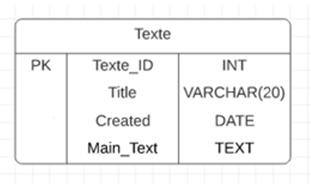 Texte
PK Texte_ID INT
Title VARCHAR(20)
Created DATE
Main_Text TEXT